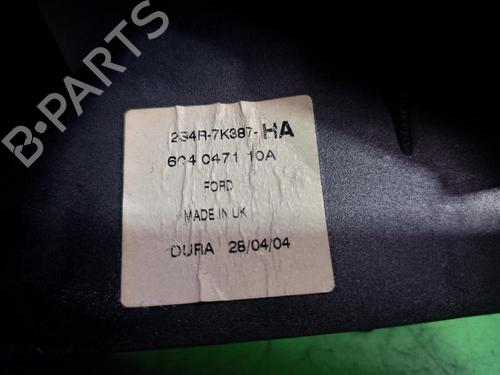 B-PARTS
2S4R-7K387-HA
604 0471 10A
FORD
MADE IN UK
DURA 28/04/04